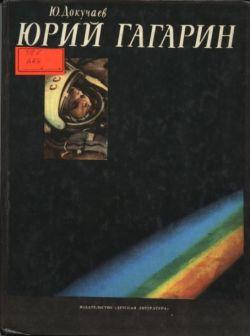 Ю. Докучаев
ЮРИЙ ГАГАРИН
ИЗДАТЕЛЬСТВО «ДЕТСКАЯ ЛИТЕРАТУРА»